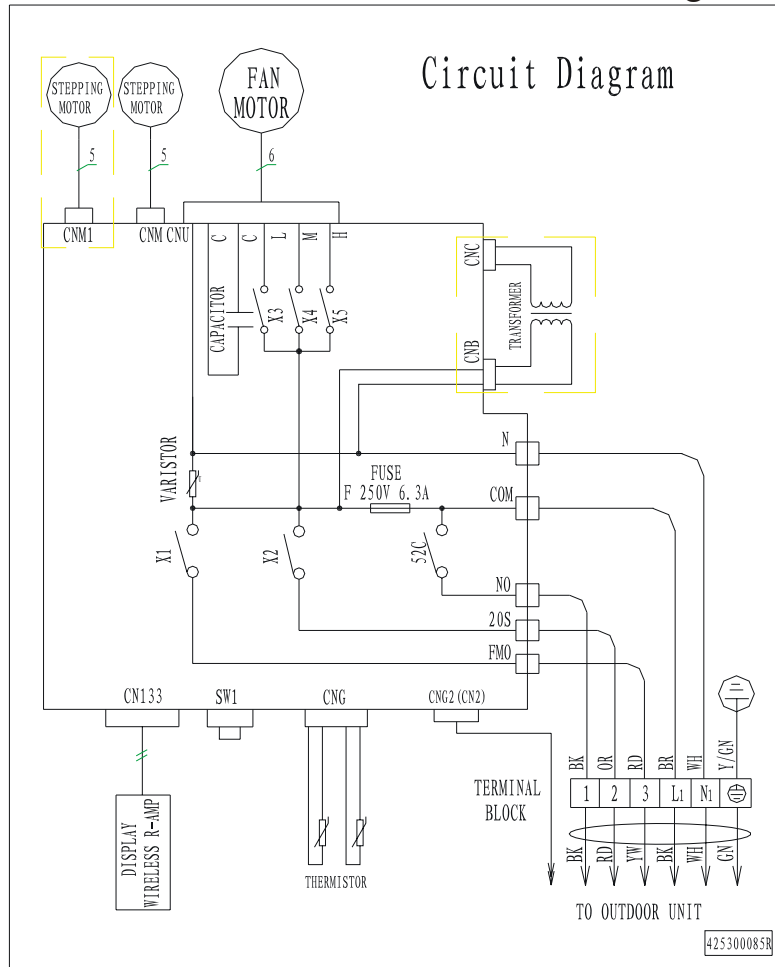 Circuit Diagram
STEPPING
MOTOR
STEPPING
MOTOR
FAN
MOTOR
5
5
6
CNM1
CNM
CNU
C
C
L
M
H
CNC
CAPACITOR
X3
X4
X5
TRANSFORMER
CNB
N
VARISTOR
FUSE
F 250V 6.3A
COM
X1
X2
52C
NO
20S
FMO
CN133
SW1
CNG
CNG2(CN2)
BK
OR
RD
BR
WH
Y/GN
TERMINAL
BLOCK
1
2
3
L1
N1
DISPLAY
WIRELESS R-AMP
THERMISTOR
BK
RD
YW
BK
WH
GN
TO OUTDOOR UNIT
425300085R